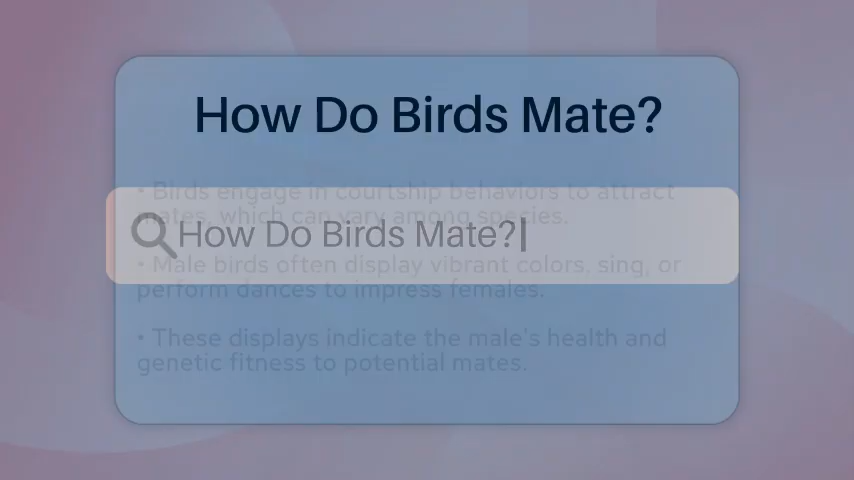 How Do Birds Mate?
• Birds engage in courtship behaviors to attract
mates, which can vary among species.
How Do Birds Mate?
• Male birds often display vibrant colors, sing, or
perform dances to impress females.
• These displays indicate the male's health and
genetic fitness to potential mates.